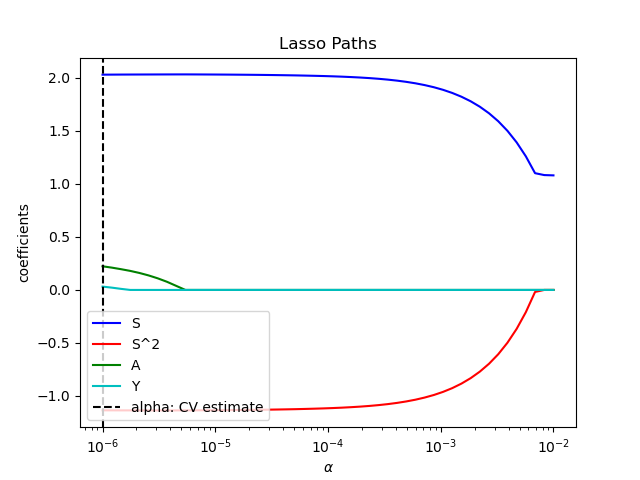 Lasso Paths
coefficients
2.0
1.5
1.0
0.5
0.0
−0.5
−1.0
S
S^2
A
Y
alpha: CV estimate
10^−6
10^−5
10^−4
10^−3
10^−2
α